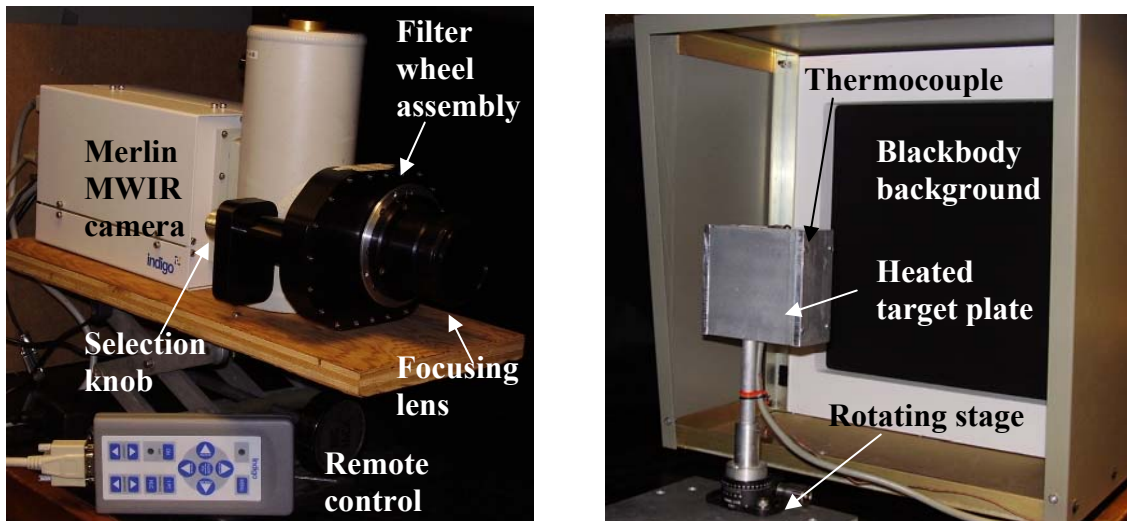 Filter
wheel
assembly
Merlin
MWIR
camera
indigo
Selection
knob
Focusing
lens
Remote
control
indigo
Thermocouple
Blackbody
background
Heated
target plate
Rotating stage